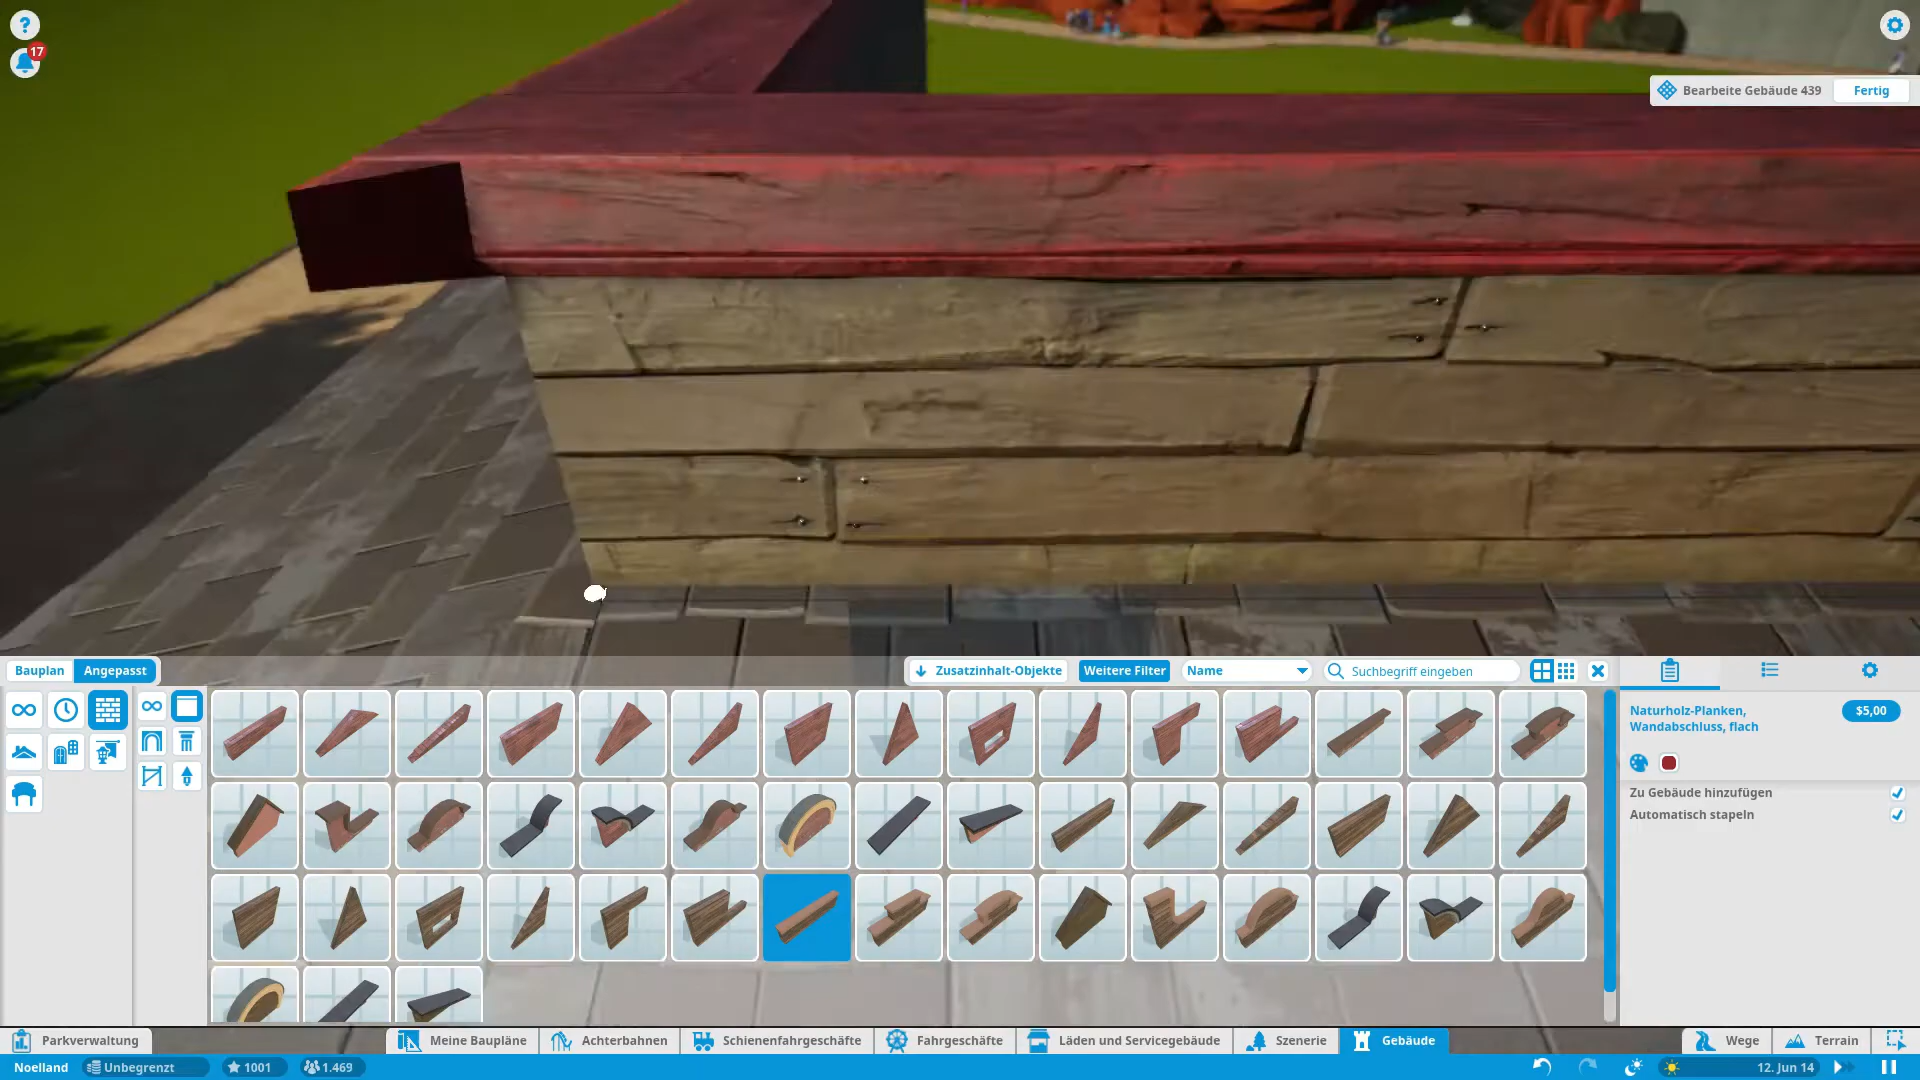 ?
17
Bearbeite Gebäude 439
Fertig
Bauplan
Angepasst
Zusatzinhalt-Objekte
Weitere Filter
Name
Suchbegriff eingeben
Naturholz-Planken,
Wandabschluss, flach
$5,00
Zu Gebäude hinzufügen
Automatisch stapeln
Parkverwaltung
Meine Baupläne
Achterbahnen
Schienenfahrgeschäfte
Fahrgeschäfte
Läden und Servicegebäude
Szenerie
Gebäude
Wege
Terrain
Noelland
Unbegrenzt
1001
1.469
12. Jun 14